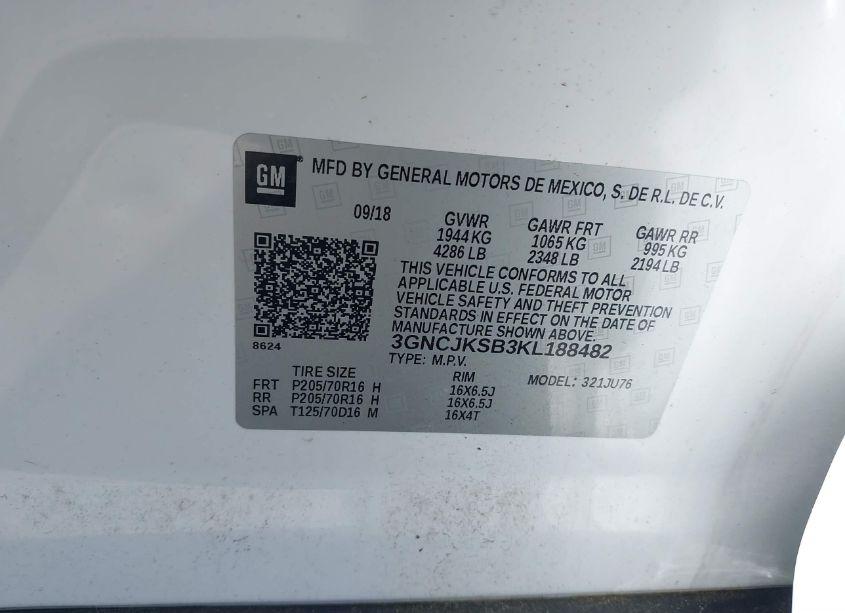 GM ® MFD BY GENERAL MOTORS DE MEXICO, S. DE R.L. DE C.V.
09/18 GVWR GAWR FRT GAWR RR
1944 KG 1065 KG 995 KG
4286 LB 2348 LB 2194 LB
THIS VEHICLE CONFORMS TO ALL
APPLICABLE U.S. FEDERAL MOTOR
VEHICLE SAFETY AND THEFT PREVENTION
STANDARDS IN EFFECT ON THE DATE OF
MANUFACTURE SHOWN ABOVE.
8624 3GNCJKSB3KL188482
TYPE: M.P.V.
TIRE SIZE RIM MODEL: 321JU76
FRT P205/70R16 H 16X6.5J
RR P205/70R16 H 16X6.5J
SPA T125/70D16 M 16X4T